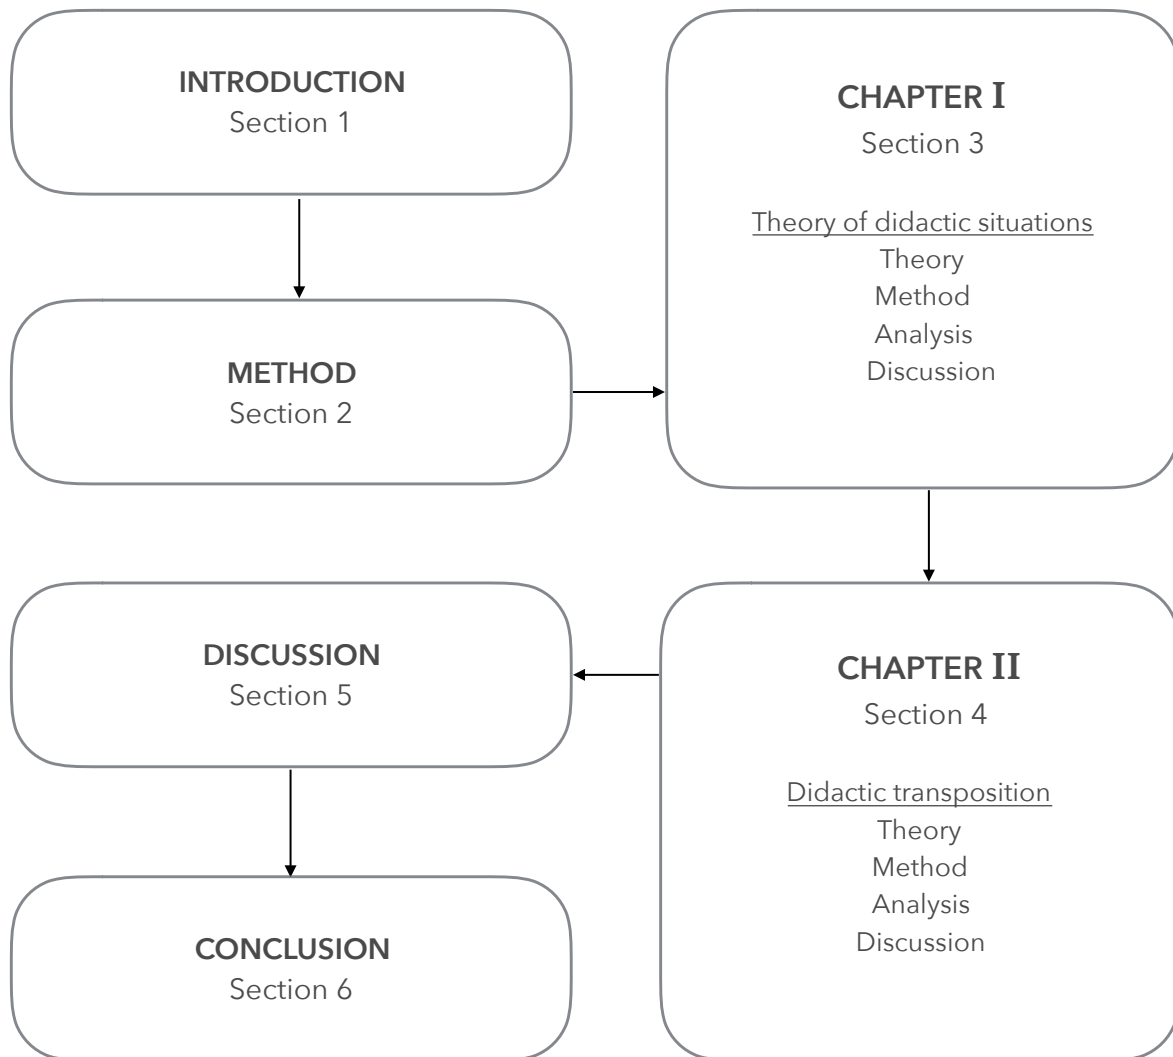 INTRODUCTION
Section 1
METHOD
Section 2
CHAPTER I
Section 3
Theory of didactic situations
Theory
Method
Analysis
Discussion
CHAPTER II
Section 4
Didactic transposition
Theory
Method
Analysis
Discussion
DISCUSSION
Section 5
CONCLUSION
Section 6